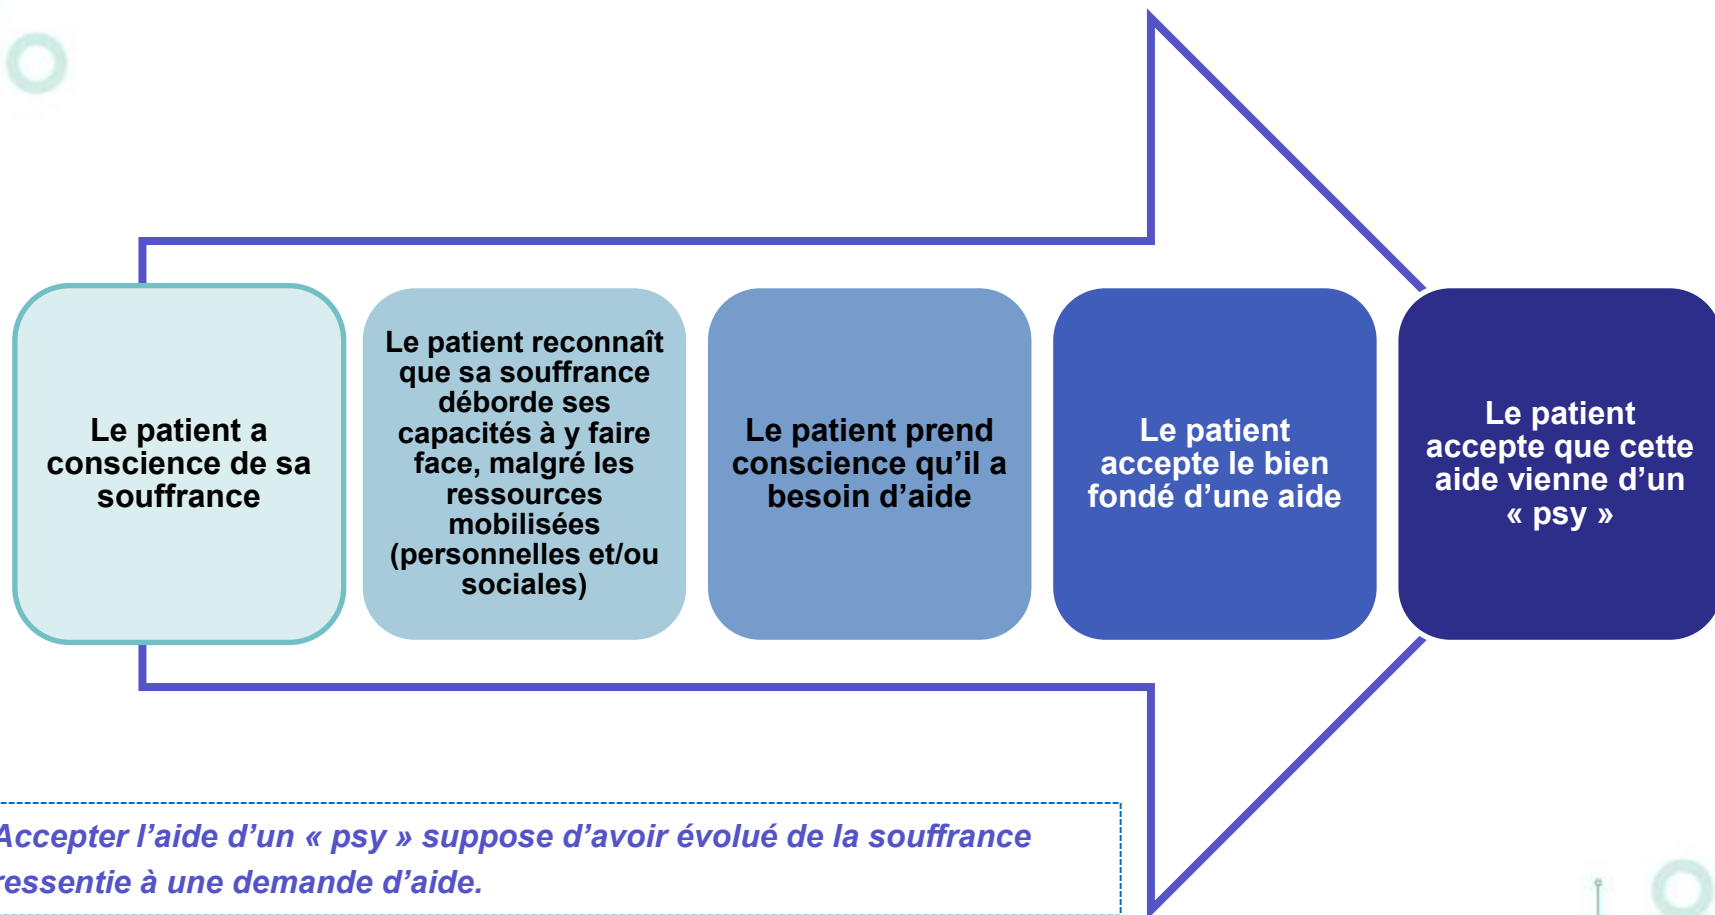 Le patient a
conscience de sa
souffrance
Le patient reconnaît
que sa souffrance
déborde ses
capacités à y faire
face, malgré les
ressources
mobilisées
(personnelles et/ou
sociales)
Le patient prend
conscience qu’il a
besoin d’aide
Le patient
accepte le bien
fondé d’une aide
Le patient
accepte que cette
aide vienne d’un
« psy »
Accepter l’aide d’un « psy » suppose d’avoir évolué de la souffrance
ressentie à une demande d’aide.